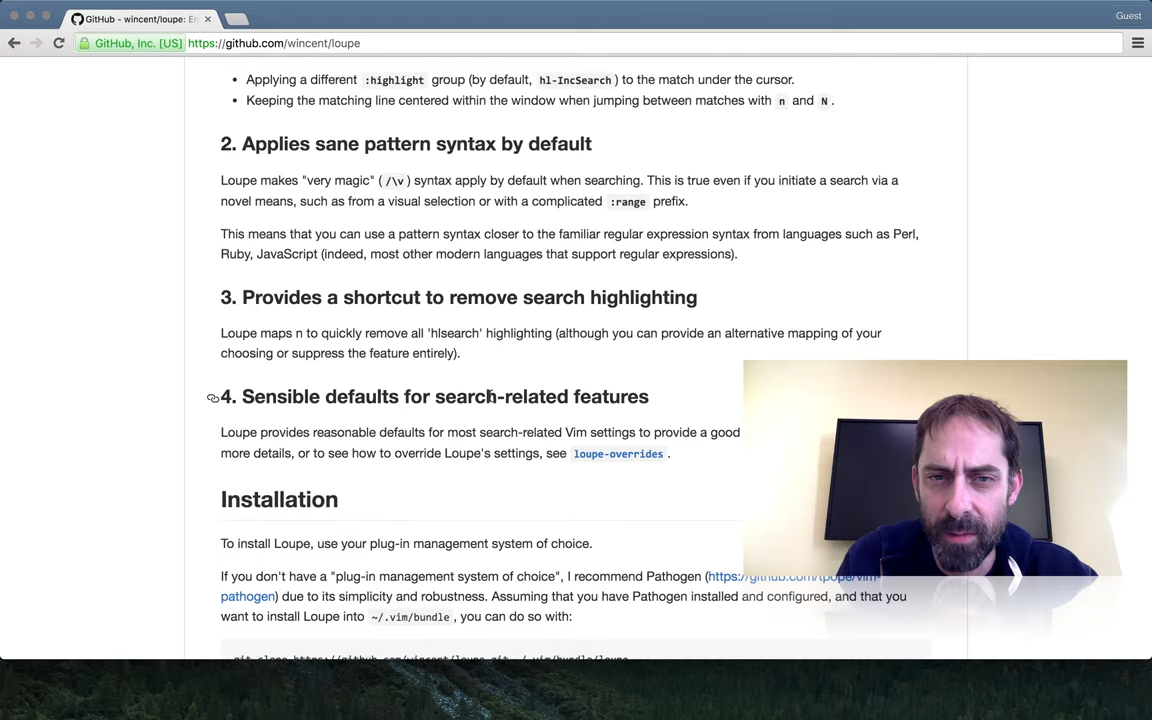 GitHub - wincent/loupe: En
Guest
GitHub, Inc. [US] https://github.com/wincent/loupe
• Applying a different :highlight group (by default, hl-IncSearch) to the match under the cursor.
• Keeping the matching line centered within the window when jumping between matches with n and N.
2. Applies sane pattern syntax by default
Loupe makes "very magic" (/\v) syntax apply by default when searching. This is true even if you initiate a search via a
novel means, such as from a visual selection or with a complicated :range prefix.
This means that you can use a pattern syntax closer to the familiar regular expression syntax from languages such as Perl,
Ruby, JavaScript (indeed, most other modern languages that support regular expressions).
3. Provides a shortcut to remove search highlighting
Loupe maps n to quickly remove all 'hlsearch' highlighting (although you can provide an alternative mapping of your
choosing or suppress the feature entirely).
4. Sensible defaults for search-related features
Loupe provides reasonable defaults for most search-related Vim settings to provide a good
more details, or to see how to override Loupe's settings, see loupe-overrides.
Installation
To install Loupe, use your plug-in management system of choice.
If you don't have a "plug-in management system of choice", I recommend Pathogen (https://github.com/tpope/vim-
pathogen) due to its simplicity and robustness. Assuming that you have Pathogen installed and configured, and that you
want to install Loupe into ~/.vim/bundle, you can do so with:
git clone https://github.com/wincent/loupe.git ~/.vim/bundle/loupe